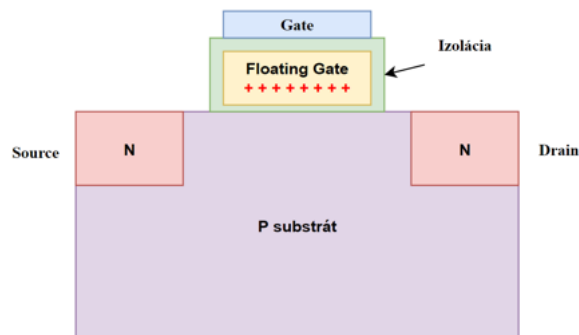 Gate
Izolácia
Floating Gate
+ + + + + + + +
Source
N
N
Drain
P substrát